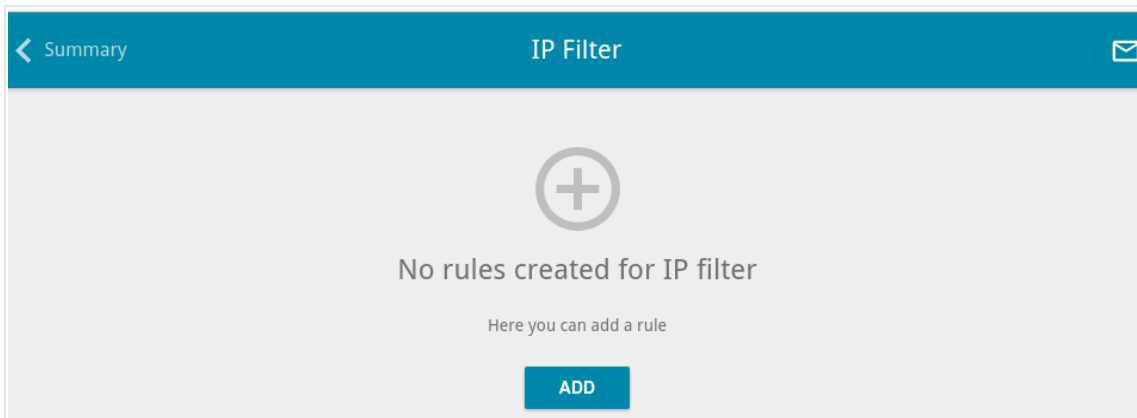 Summary
IP Filter
No rules created for IP filter
Here you can add a rule
ADD